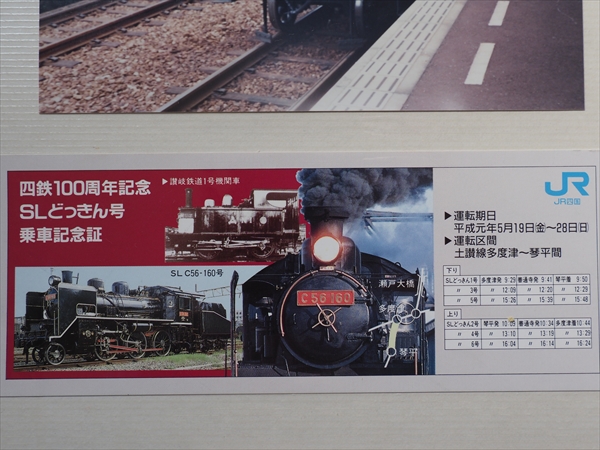 四鉄100周年記念
SLどっきん号
乗車記念証
▶讃岐鉄道1号機関車
SL C56-160号
C56 160
瀬戸大橋
多度津
琴平
JR
JR四国
▶運転期日
平成元年5月19日㊎～28日㊐
▶運転区間
土讃線多度津～琴平間
下り
SLどっきん1号 多度津発 9:29 善通寺発 9:41 琴平着 9:50
〃 3号 〃 12:09 〃 12:20 〃 12:29
〃 5号 〃 15:26 〃 15:39 〃 15:48
上り
SLどっきん2号 琴平発 10:05 善通寺発 10:34 多度津着 10:44
〃 4号 〃 13:10 〃 13:19 〃 13:29
〃 6号 〃 16:04 〃 16:14 〃 16:24